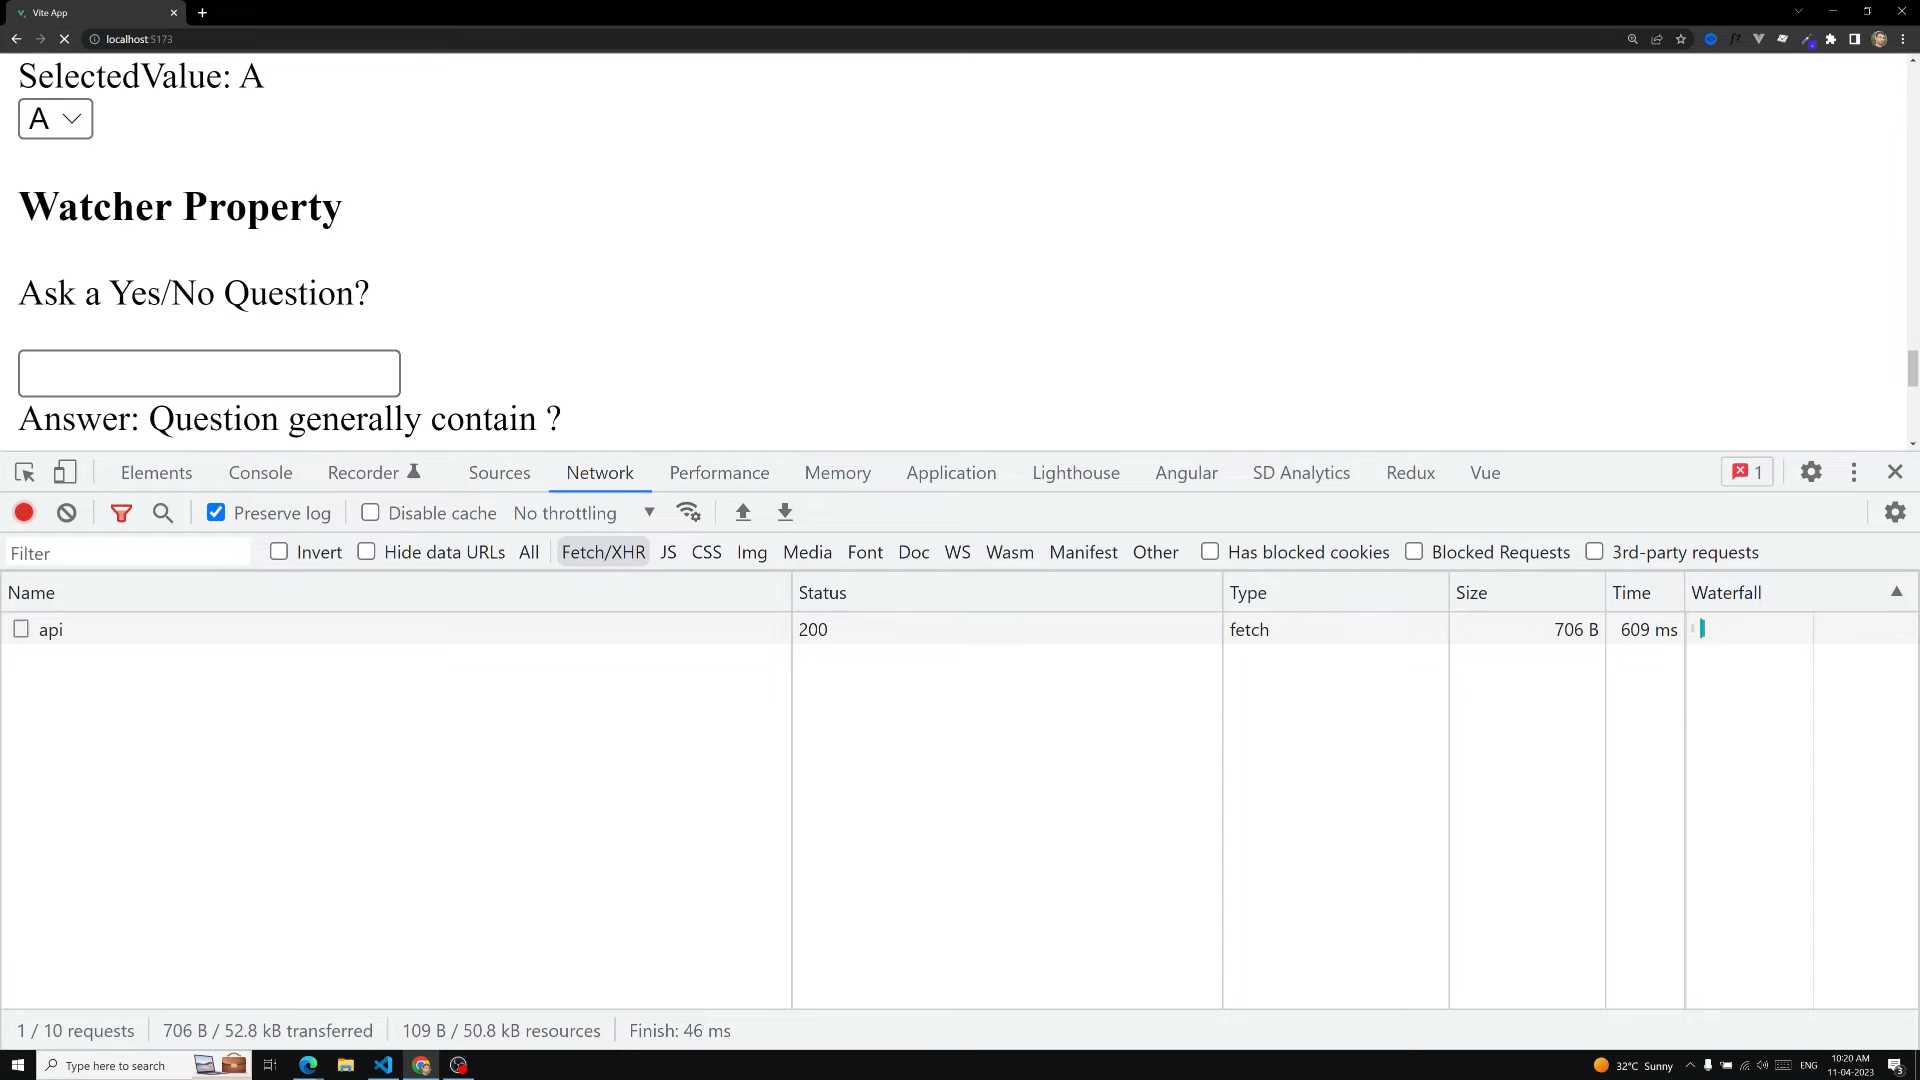 Vite App
localhost:5173
SelectedValue: A
A
Watcher Property
Ask a Yes/No Question?
Answer: Question generally contain ?
Elements Console Recorder Sources Network Performance Memory Application Lighthouse Angular SD Analytics Redux Vue 1
Preserve log Disable cache No throttling
Filter Invert Hide data URLs All Fetch/XHR JS CSS Img Media Font Doc WS Wasm Manifest Other Has blocked cookies Blocked Requests 3rd-party requests
Name Status Type Size Time Waterfall
api 200 fetch 706 B 609 ms
1 / 10 requests 706 B / 52.8 kB transferred 109 B / 50.8 kB resources Finish: 46 ms
Type here to search 32°C Sunny ENG 10:20 AM
11-04-2023 3